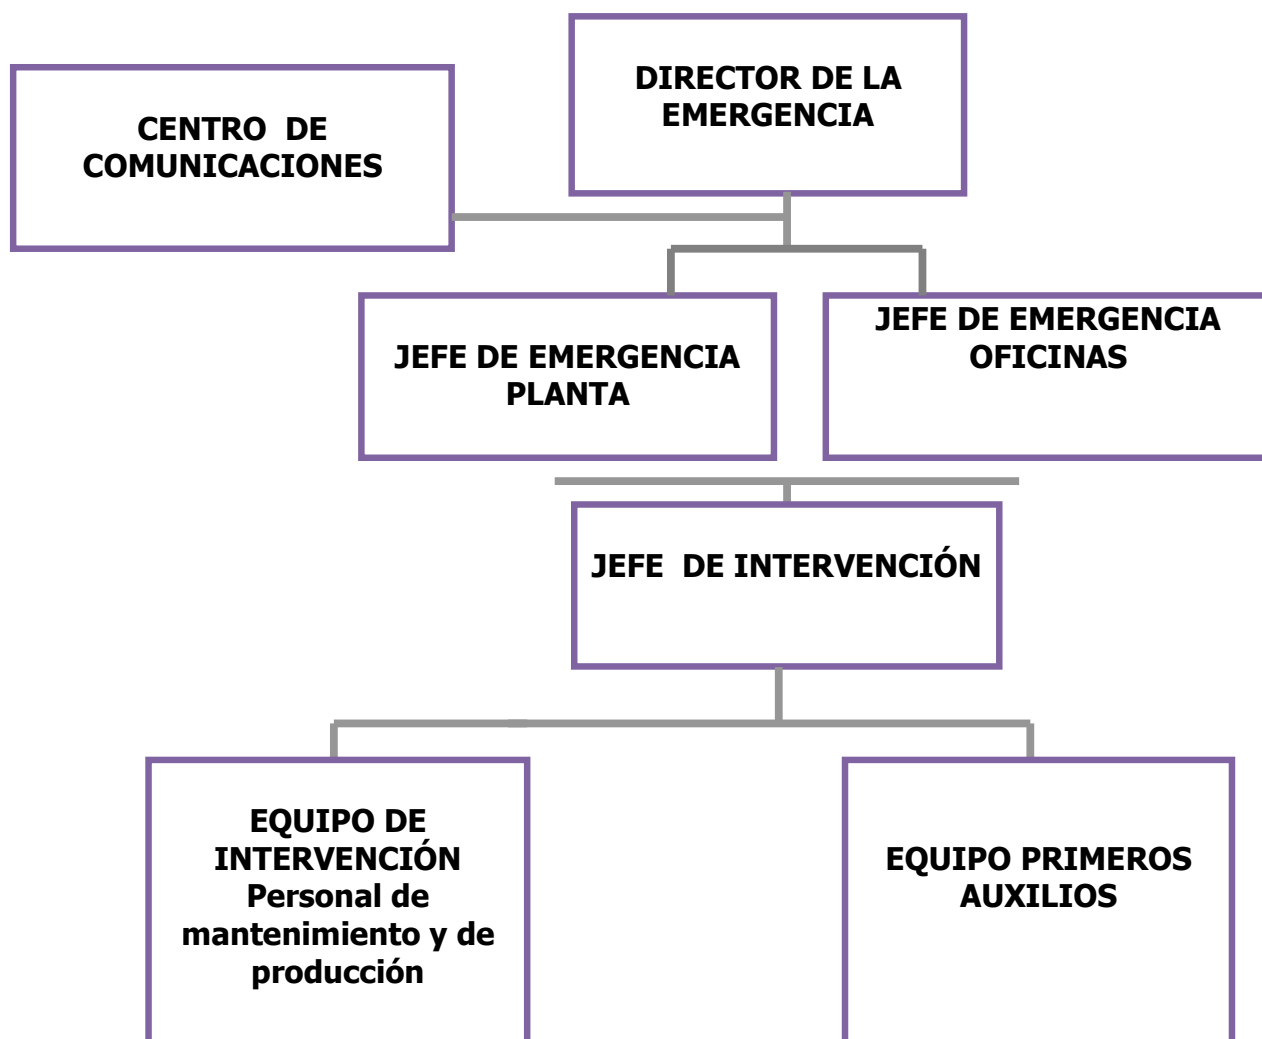 DIRECTOR DE LA
EMERGENCIA
CENTRO  DE
COMUNICACIONES
JEFE DE EMERGENCIA
PLANTA
JEFE DE EMERGENCIA
OFICINAS
JEFE  DE INTERVENCIÓN
EQUIPO DE
INTERVENCIÓN
Personal de
mantenimiento y de
producción
EQUIPO PRIMEROS
AUXILIOS